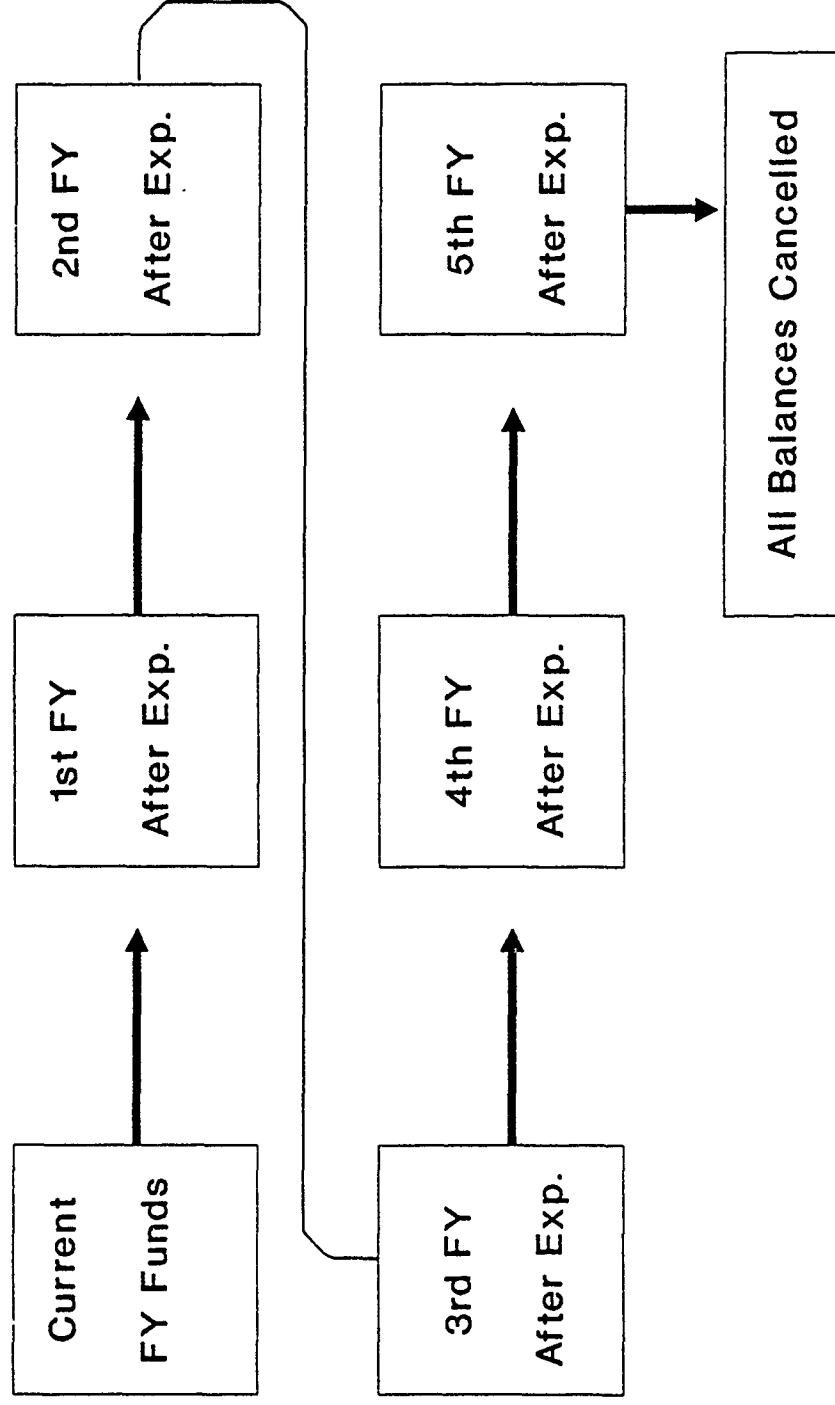 Current
FY Funds
1st FY
After Exp.
2nd FY
After Exp.
3rd FY
After Exp.
4th FY
After Exp.
5th FY
After Exp.
All Balances Cancelled